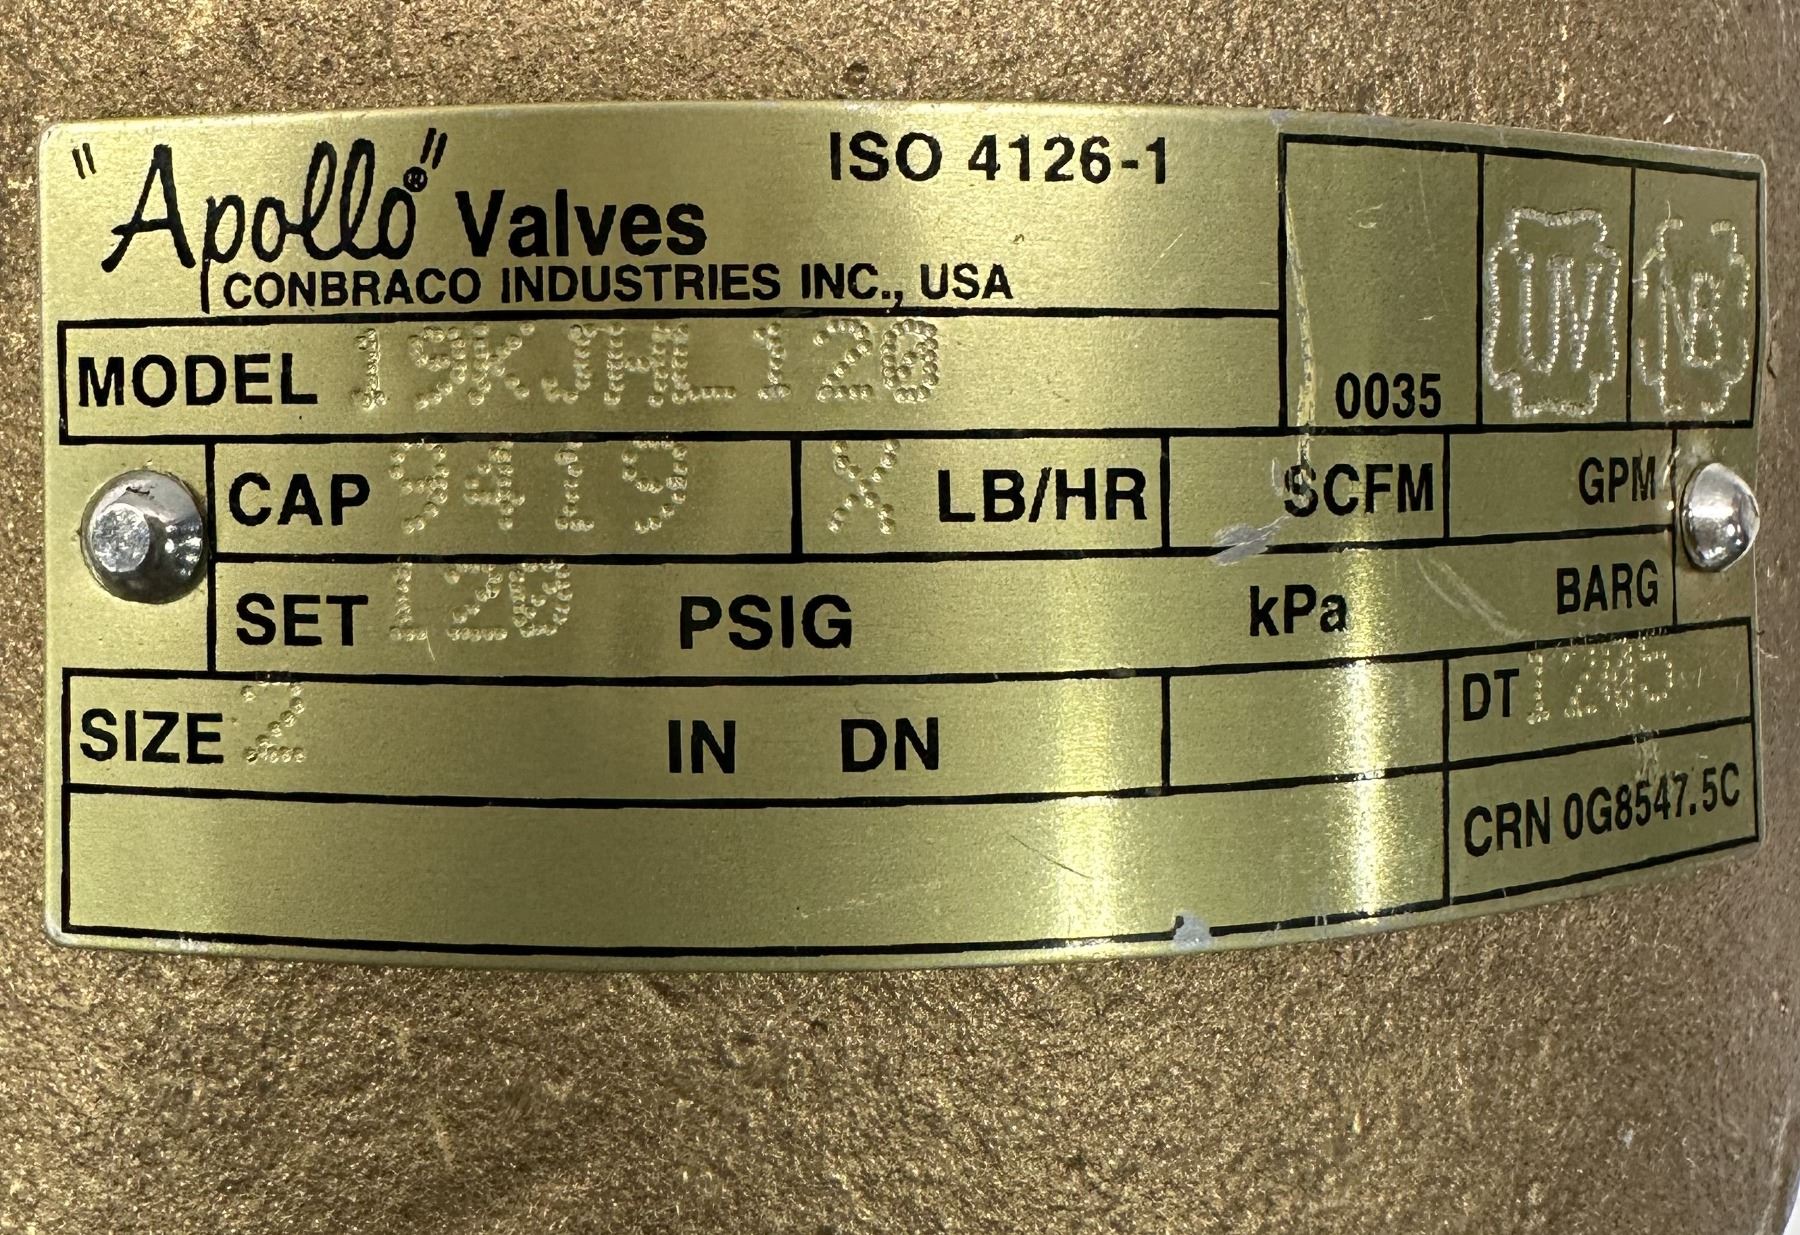 "Apollo"® Valves
ISO 4126-1
CONBRACO INDUSTRIES INC., USA
0035 UV NB
MODEL 19KJHL120
CAP 9419 X LB/HR SCFM GPM
SET 120 PSIG kPa BARG
SIZE 2 IN DN
DT 1205
CRN 0G8547.5C